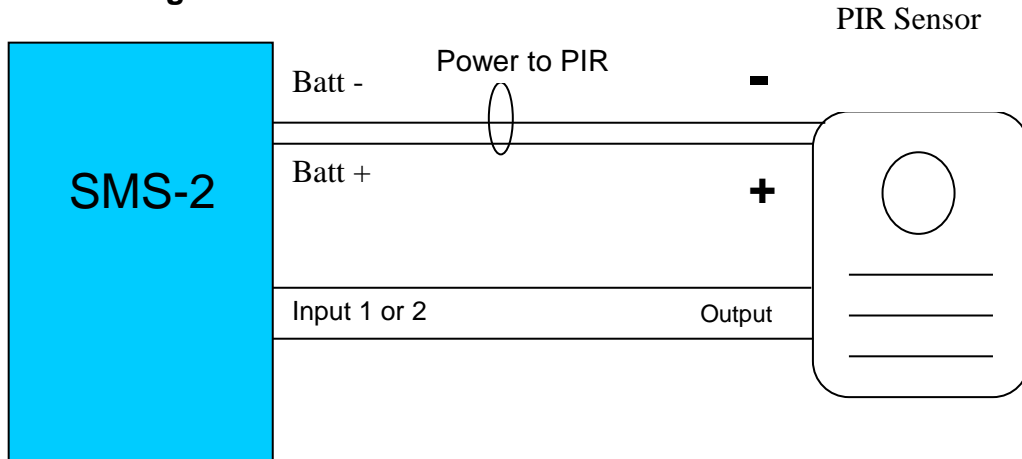 PIR Sensor
Power to PIR
Batt -
-
Batt +
+
SMS-2
Input 1 or 2
Output